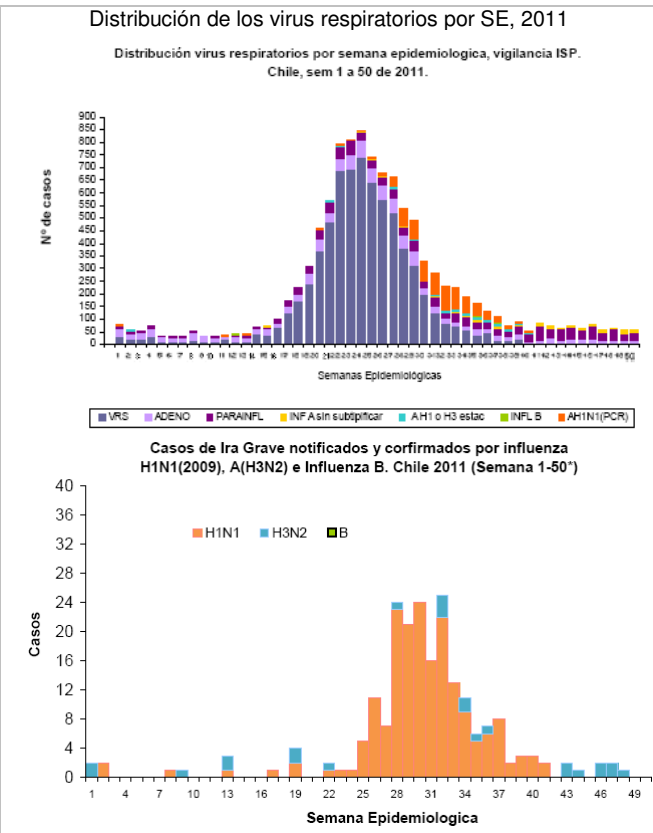 Distribución de los virus respiratorios por SE, 2011
Distribución virus respiratorios por semana epidemiologica, vigilancia ISP.
Chile, sem 1 a 50 de 2011.
Nº de casos
900
850
800
750
700
650
600
550
500
450
400
350
300
250
200
150
100
50
0
Semanas Epidemiológicas
VRS ADENO PARAINFL INF A sin subtipificar AH1 o H3 estac INFL B AH1N1(PCR)
Casos de Ira Grave notificados y corfirmados por influenza
H1N1(2009), A(H3N2) e Influenza B. Chile 2011 (Semana 1-50*)
Casos
40
36
32
28
24
20
16
12
8
4
0
H1N1 H3N2 B
1 4 7 10 13 16 19 22 25 28 31 34 37 40 43 46 49
Semana Epidemiologica